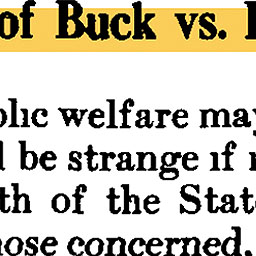 of Buck vs.
blic welfare may
be strange if
th of the State
hose concerned,